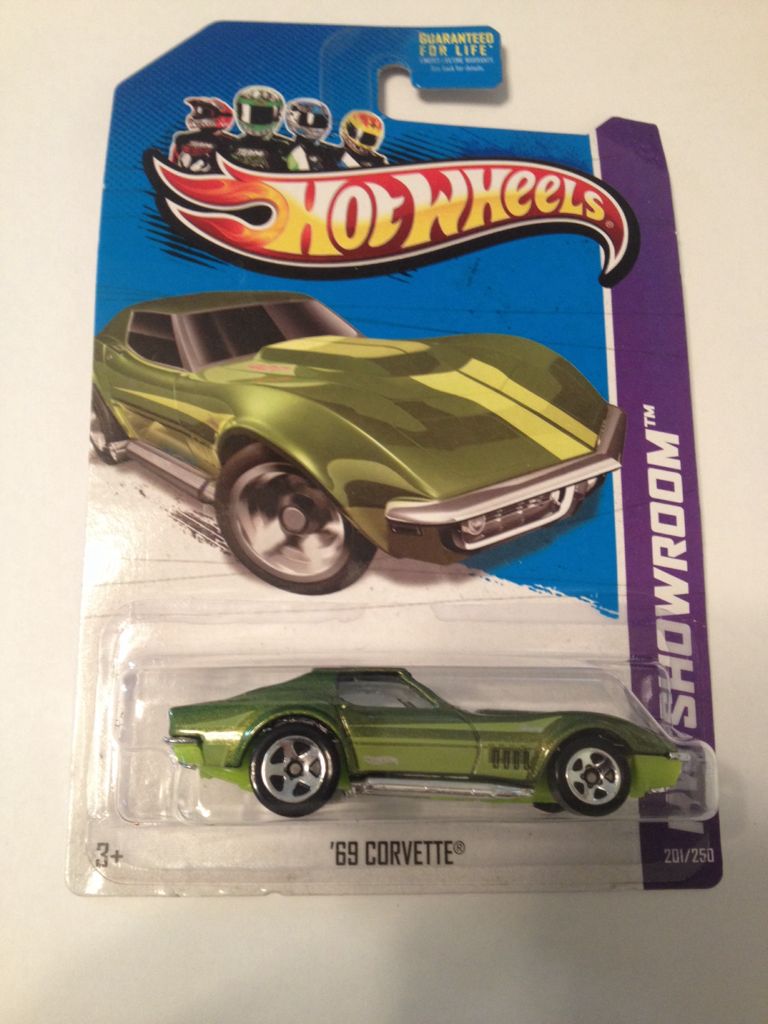 GUARANTEED
FOR LIFE
HOT WHEELS®
SHOWROOM™
3+
'69 CORVETTE®
201/250